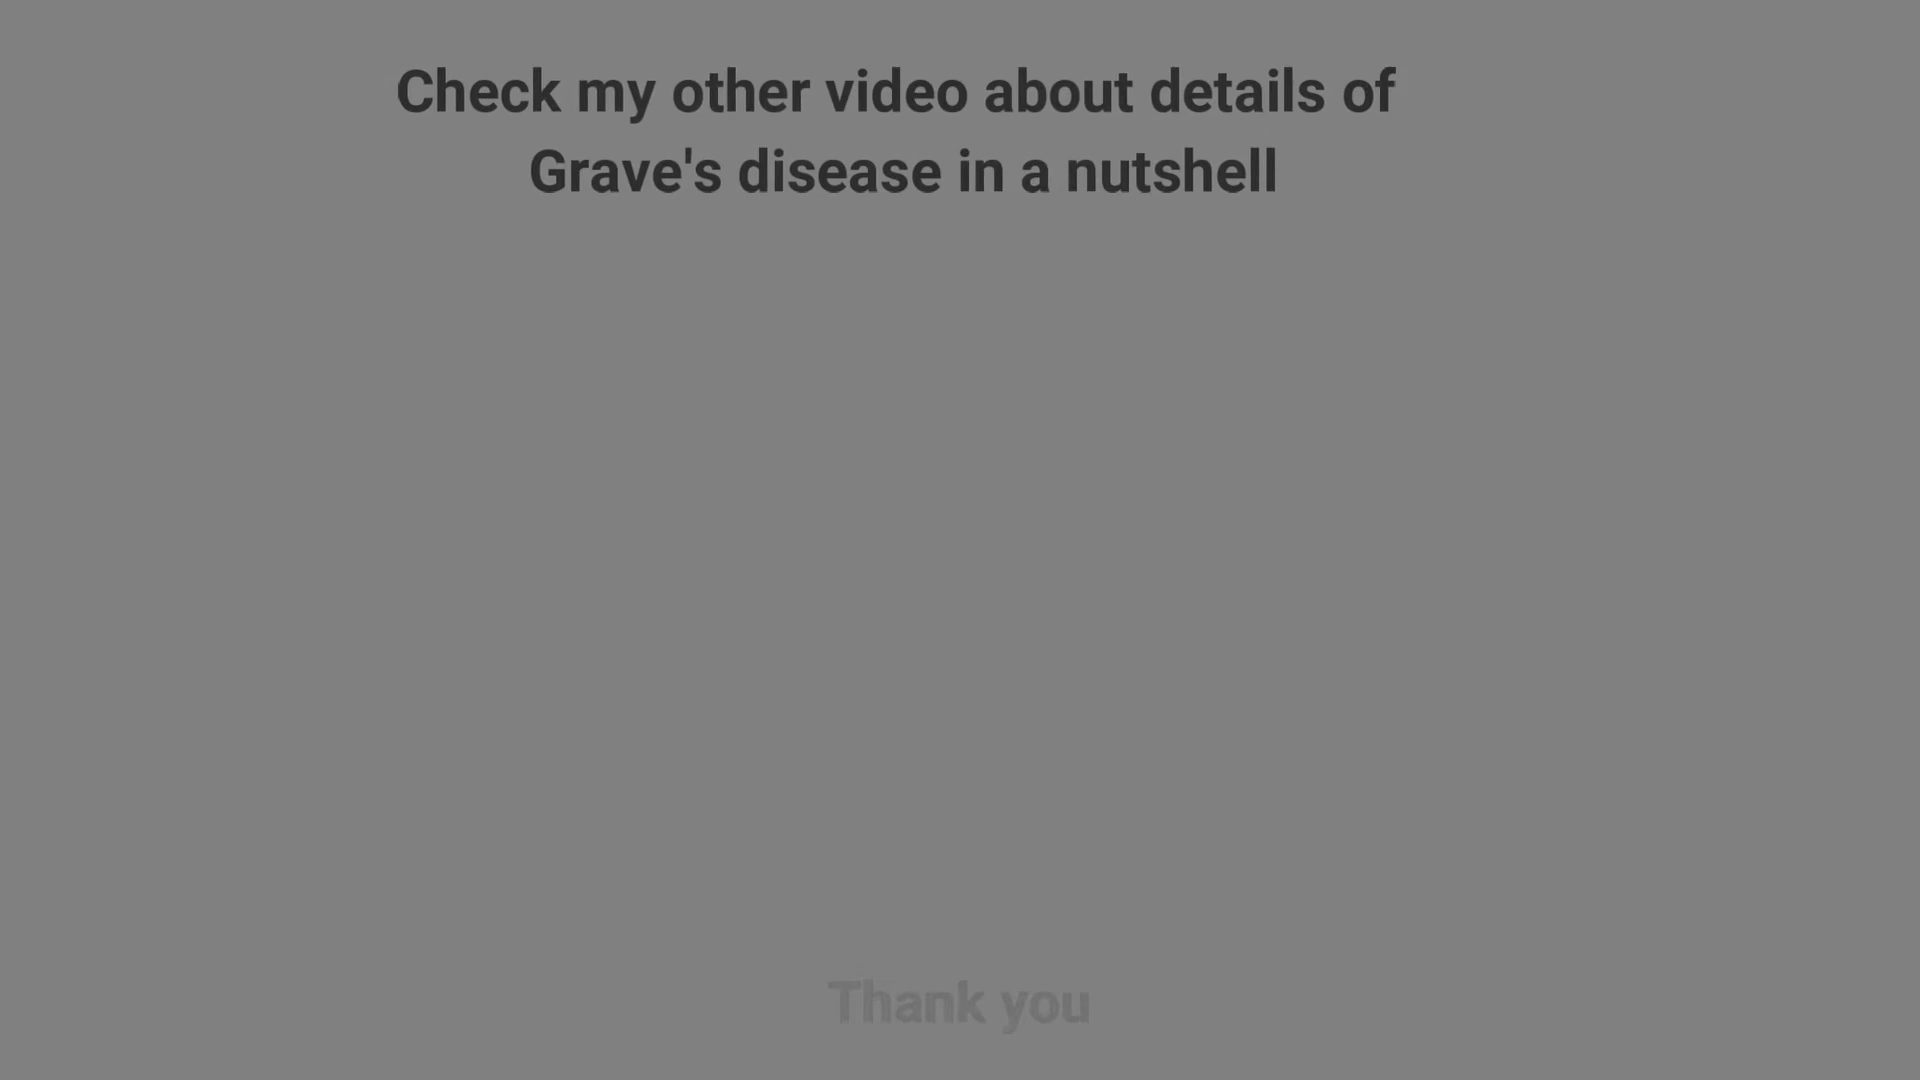 Check my other video about details of
Grave's disease in a nutshell
Thank you